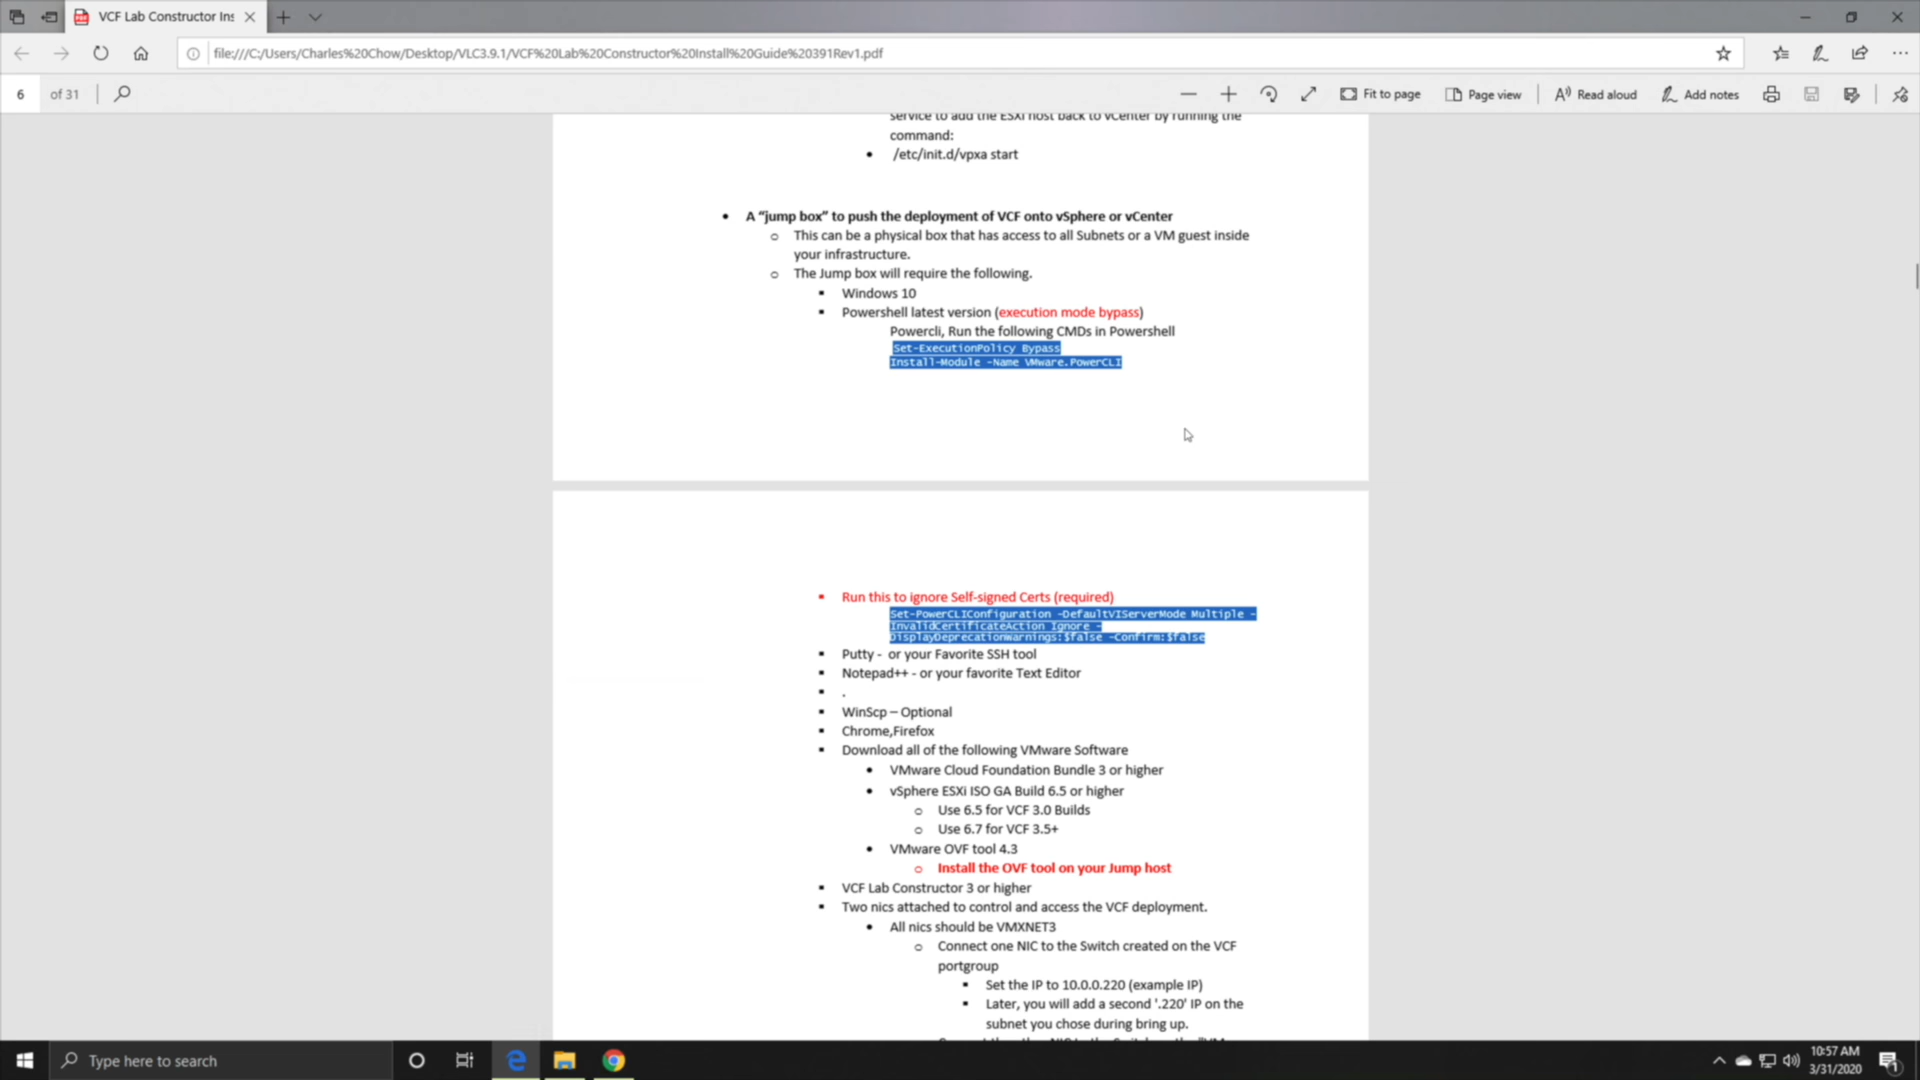 VCF Lab Constructor Ins
file:///C:/Users/Charles%20Chow/Desktop/VLC3.9.1/VCF%20Lab%20Constructor%20Install%20Guide%20391Rev1.pdf
6 of 31
Fit to page
Page view
Read aloud
Add notes
service to add the ESXi host back to vCenter by running the
command:
• /etc/init.d/vpxa start
• A “jump box” to push the deployment of VCF onto vSphere or vCenter
o This can be a physical box that has access to all Subnets or a VM guest inside
your infrastructure.
o The Jump box will require the following.
▪ Windows 10
▪ Powershell latest version (execution mode bypass)
Powercli, Run the following CMDs in Powershell
Set-ExecutionPolicy Bypass
Install-Module -Name VMware.PowerCLI
▪ Run this to ignore Self-signed Certs (required)
Set-PowerCLIConfiguration -DefaultVIServerMode Multiple -
InvalidCertificateAction Ignore -
DisplayDeprecationWarnings:$false -Confirm:$false
▪ Putty - or your Favorite SSH tool
▪ Notepad++ - or your favorite Text Editor
▪ .
▪ WinScp – Optional
▪ Chrome,Firefox
▪ Download all of the following VMware Software
• VMware Cloud Foundation Bundle 3 or higher
• vSphere ESXi ISO GA Build 6.5 or higher
o Use 6.5 for VCF 3.0 Builds
o Use 6.7 for VCF 3.5+
• VMware OVF tool 4.3
o Install the OVF tool on your Jump host
▪ VCF Lab Constructor 3 or higher
▪ Two nics attached to control and access the VCF deployment.
• All nics should be VMXNET3
o Connect one NIC to the Switch created on the VCF
portgroup
▪ Set the IP to 10.0.0.220 (example IP)
▪ Later, you will add a second '.220' IP on the
subnet you chose during bring up.
Type here to search
10:57 AM
3/31/2020
1